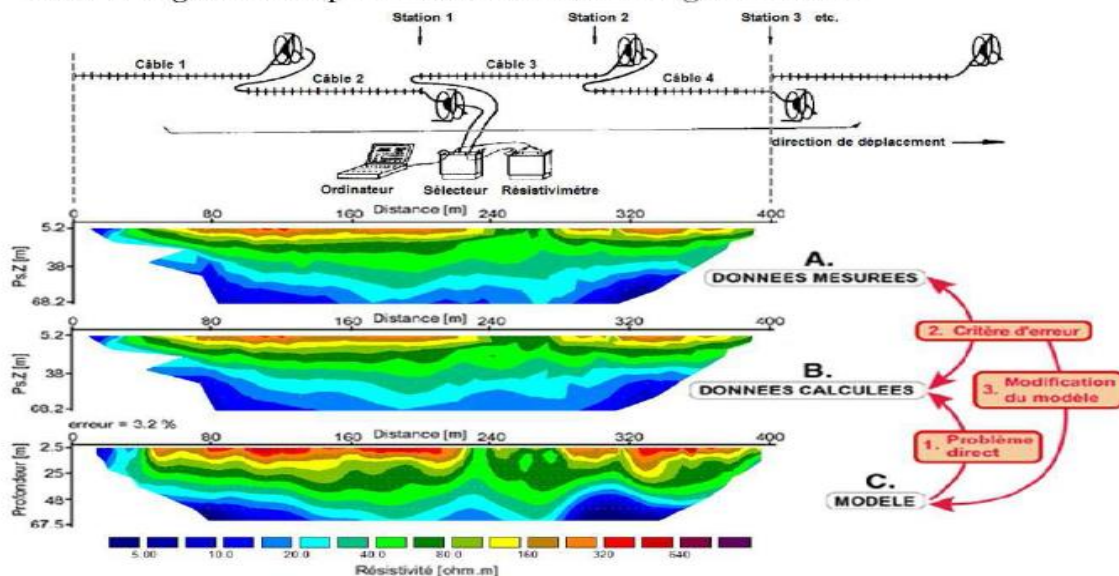 Station 1 Station 2 Station 3 etc.
Câble 1 Câble 3
Câble 2 Câble 4
direction de déplacement
Ordinateur Sélecteur Résistivimètre
0 80 160 Distance [m] 240 320 400
5.2
38
68.2
Ps.Z [m]
A.
DONNEES MESUREES
Distance [m]
0 80 160 240 320 400
5.2
38
68.2
Ps.Z [m]
B.
DONNEES CALCULEES
2. Critère d'erreur
3. Modification du modèle
1. Problème direct
erreur = 3.2 %
0 80 160 Distance [m] 240 320 400
2.5
25
48
67.5
Profondeur [m]
C.
MODELE
5.00 10.0 20.0 40.0 80.0 160 320 640
Résistivité [ohm.m]